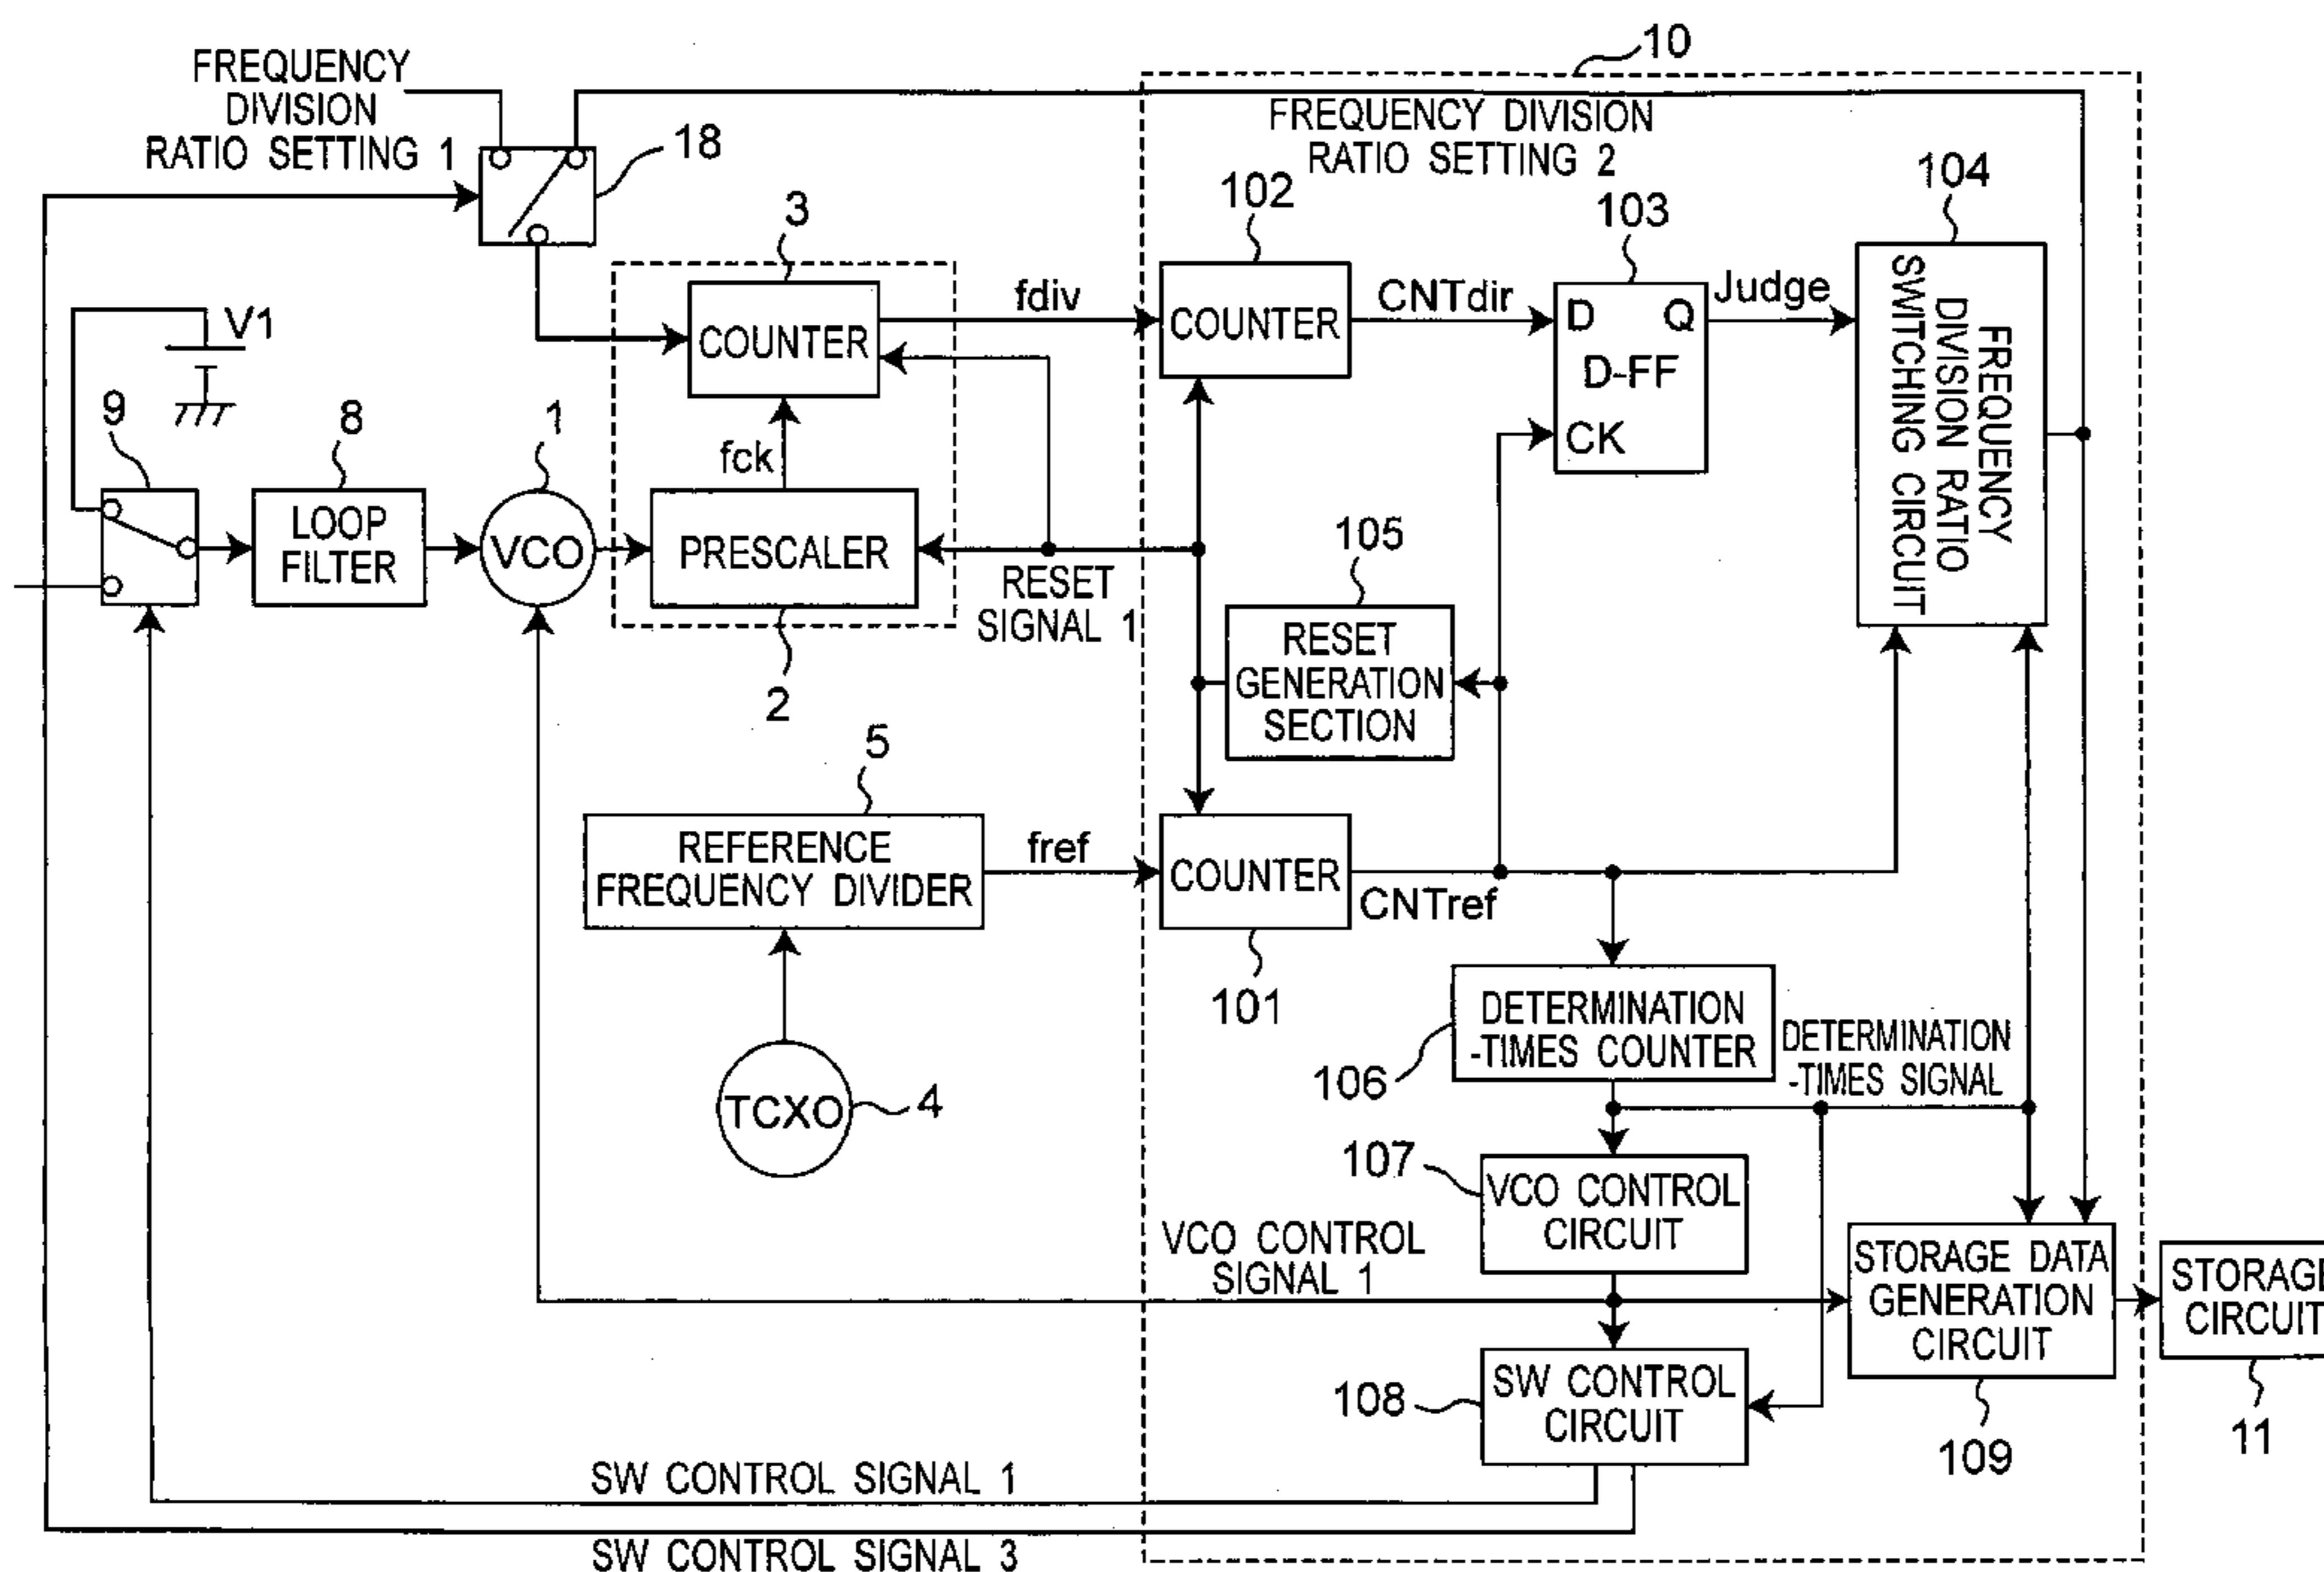 10
FREQUENCY
DIVISION
RATIO SETTING 1
18
FREQUENCY DIVISION
RATIO SETTING 2
102
103
104
3
COUNTER
fdiv
COUNTER
CNTdir
D
Q
D-FF
CK
Judge
FREQUENCY
DIVISION RATIO
SWITCHING CIRCUIT
V1
9
8
LOOP
FILTER
1
VCO
fck
PRESCALER
2
RESET
SIGNAL 1
105
RESET
GENERATION
SECTION
5
REFERENCE
FREQUENCY DIVIDER
fref
COUNTER
CNTref
101
TCXO
4
DETERMINATION
-TIMES COUNTER
106
DETERMINATION
-TIMES SIGNAL
107
VCO CONTROL
CIRCUIT
VCO CONTROL
SIGNAL 1
STORAGE DATA
GENERATION
CIRCUIT
109
STORAGE
CIRCUIT
11
108
SW CONTROL
CIRCUIT
SW CONTROL SIGNAL 1
SW CONTROL SIGNAL 3